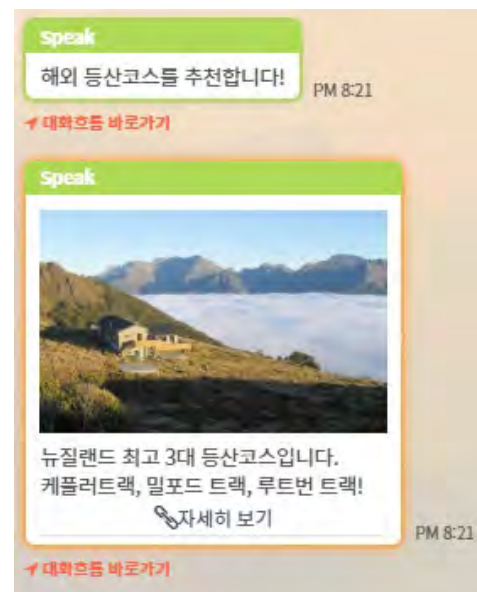 Speak
해외 등산코스를 추천합니다!
PM 8:21
대화흐름 바로가기
Speak
뉴질랜드 최고 3대 등산코스입니다.
케플러트랙, 밀포드 트랙, 루트번 트랙!
자세히 보기
PM 8:21
대화흐름 바로가기